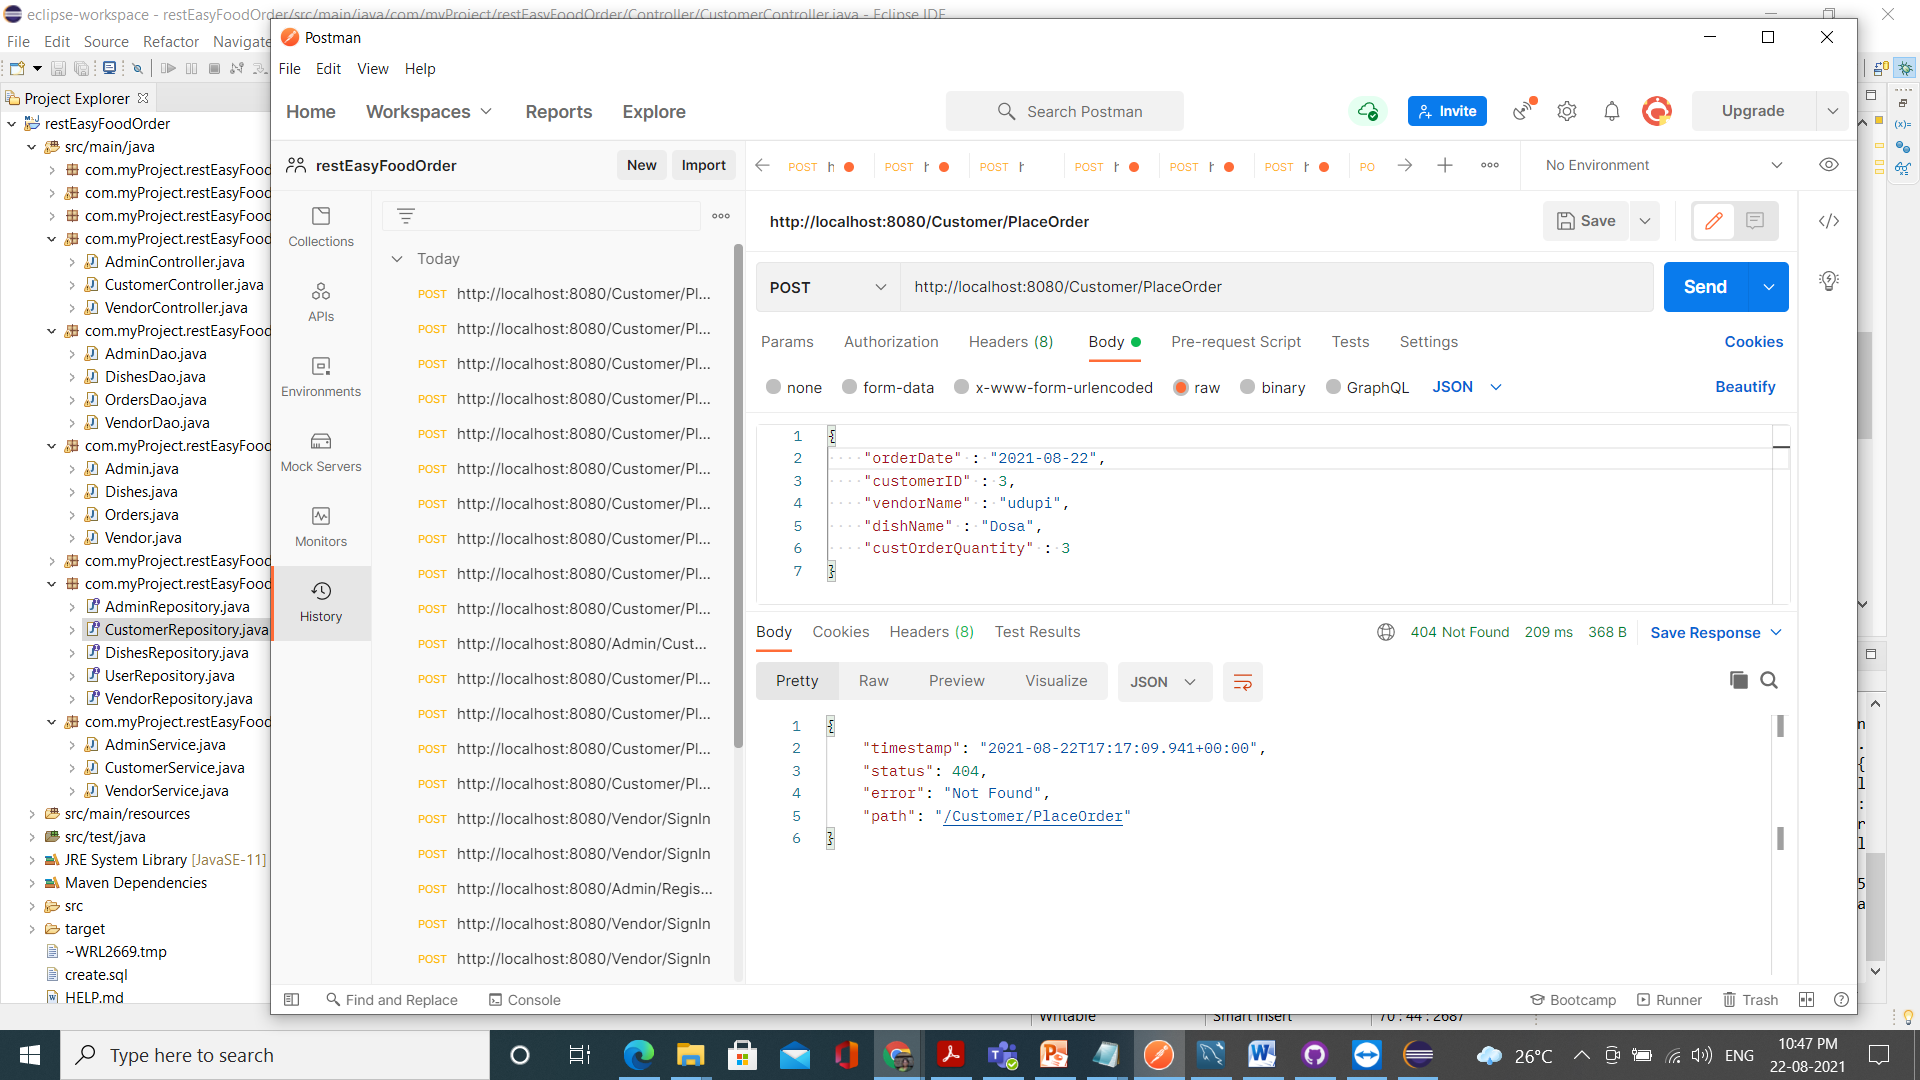 eclipse-workspace - restEasyFoodOrder/src/main/java/com/myProject/restEasyFoodOrder/Controller/CustomerController.java - Eclipse IDE
File Edit Source Refactor Navigate
Project Explorer
restEasyFoodOrder
src/main/java
com.myProject.restEasyFood
com.myProject.restEasyFood
com.myProject.restEasyFood
com.myProject.restEasyFood
AdminController.java
CustomerController.java
VendorController.java
com.myProject.restEasyFood
AdminDao.java
DishesDao.java
OrdersDao.java
VendorDao.java
com.myProject.restEasyFood
Admin.java
Dishes.java
Orders.java
Vendor.java
com.myProject.restEasyFood
com.myProject.restEasyFood
AdminRepository.java
CustomerRepository.java
DishesRepository.java
UserRepository.java
VendorRepository.java
com.myProject.restEasyFood
AdminService.java
CustomerService.java
VendorService.java
src/main/resources
src/test/java
JRE System Library [JavaSE-11]
Maven Dependencies
src
target
~WRL2669.tmp
create.sql
HELP.md
Postman
File Edit View Help
Home Workspaces Reports Explore
Search Postman
Invite
Upgrade
restEasyFoodOrder
New Import
Collections
APIs
Environments
Mock Servers
Monitors
History
Today
POST http://localhost:8080/Customer/Pl...
POST http://localhost:8080/Customer/Pl...
POST http://localhost:8080/Customer/Pl...
POST http://localhost:8080/Customer/Pl...
POST http://localhost:8080/Customer/Pl...
POST http://localhost:8080/Customer/Pl...
POST http://localhost:8080/Customer/Pl...
POST http://localhost:8080/Customer/Pl...
POST http://localhost:8080/Customer/Pl...
POST http://localhost:8080/Customer/Pl...
POST http://localhost:8080/Admin/Cust...
POST http://localhost:8080/Customer/Pl...
POST http://localhost:8080/Customer/Pl...
POST http://localhost:8080/Customer/Pl...
POST http://localhost:8080/Customer/Pl...
POST http://localhost:8080/Vendor/SignIn
POST http://localhost:8080/Vendor/SignIn
POST http://localhost:8080/Admin/Regis...
POST http://localhost:8080/Vendor/SignIn
POST http://localhost:8080/Vendor/SignIn
POST h POST h POST h POST h POST h POST h PO
No Environment
http://localhost:8080/Customer/PlaceOrder
Save
POST http://localhost:8080/Customer/PlaceOrder
Send
Params Authorization Headers (8) Body Pre-request Script Tests Settings
Cookies
none form-data x-www-form-urlencoded raw binary GraphQL JSON
Beautify
1 {
2 "orderDate" : "2021-08-22",
3 "customerID" : 3,
4 "vendorName" : "udupi",
5 "dishName" : "Dosa",
6 "custOrderQuantity" : 3
7 }
Body Cookies Headers (8) Test Results
404 Not Found 209 ms 368 B Save Response
Pretty Raw Preview Visualize JSON
1 {
2 "timestamp": "2021-08-22T17:17:09.941+00:00",
3 "status": 404,
4 "error": "Not Found",
5 "path": "/Customer/PlaceOrder"
6 }
Find and Replace Console
Bootcamp Runner Trash
Writable Smart Insert 70 : 44 : 2687
Type here to search
26°C
ENG
10:47 PM
22-08-2021